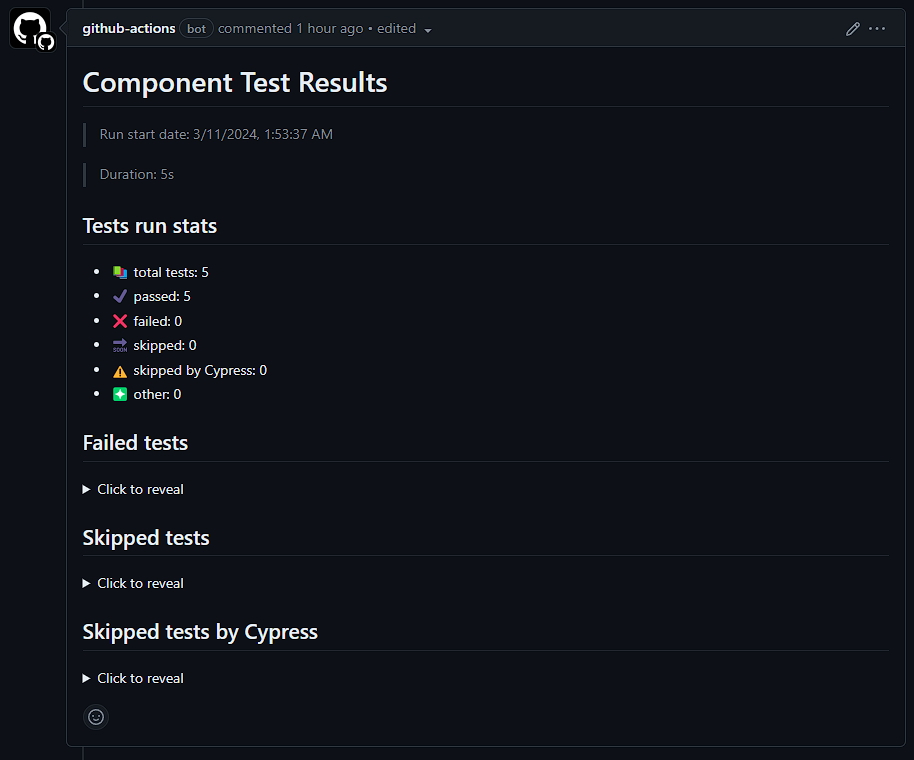 github-actions bot commented 1 hour ago • edited
Component Test Results
Run start date: 3/11/2024, 1:53:37 AM
Duration: 5s
Tests run stats
total tests: 5
passed: 5
failed: 0
SOON skipped: 0
skipped by Cypress: 0
other: 0
Failed tests
Click to reveal
Skipped tests
Click to reveal
Skipped tests by Cypress
Click to reveal